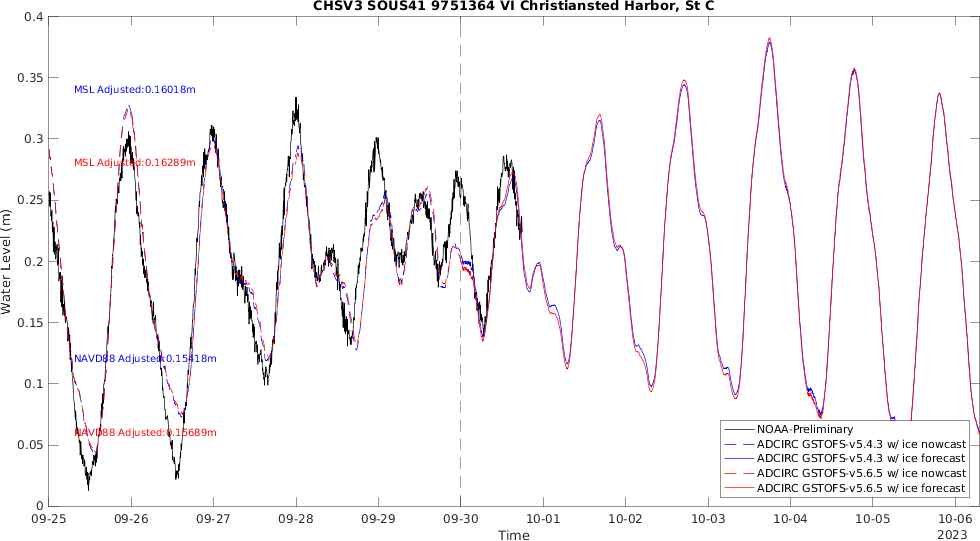 CHSV3 SOUS41 9751364 VI Christiansted Harbor, St C
0.4
0.35
0.3
0.25
0.2
0.15
0.1
0.05
0
Water Level (m)
MSL Adjusted:0.16018m
MSL Adjusted:0.16289m
NAVD88 Adjusted:0.15418m
NAVD88 Adjusted:0.15689m
NOAA-Preliminary
ADCIRC GSTOFS-v5.4.3 w/ ice nowcast
ADCIRC GSTOFS-v5.4.3 w/ ice forecast
ADCIRC GSTOFS-v5.6.5 w/ ice nowcast
ADCIRC GSTOFS-v5.6.5 w/ ice forecast
09-25 09-26 09-27 09-28 09-29 09-30 10-01 10-02 10-03 10-04 10-05 10-06
Time
2023